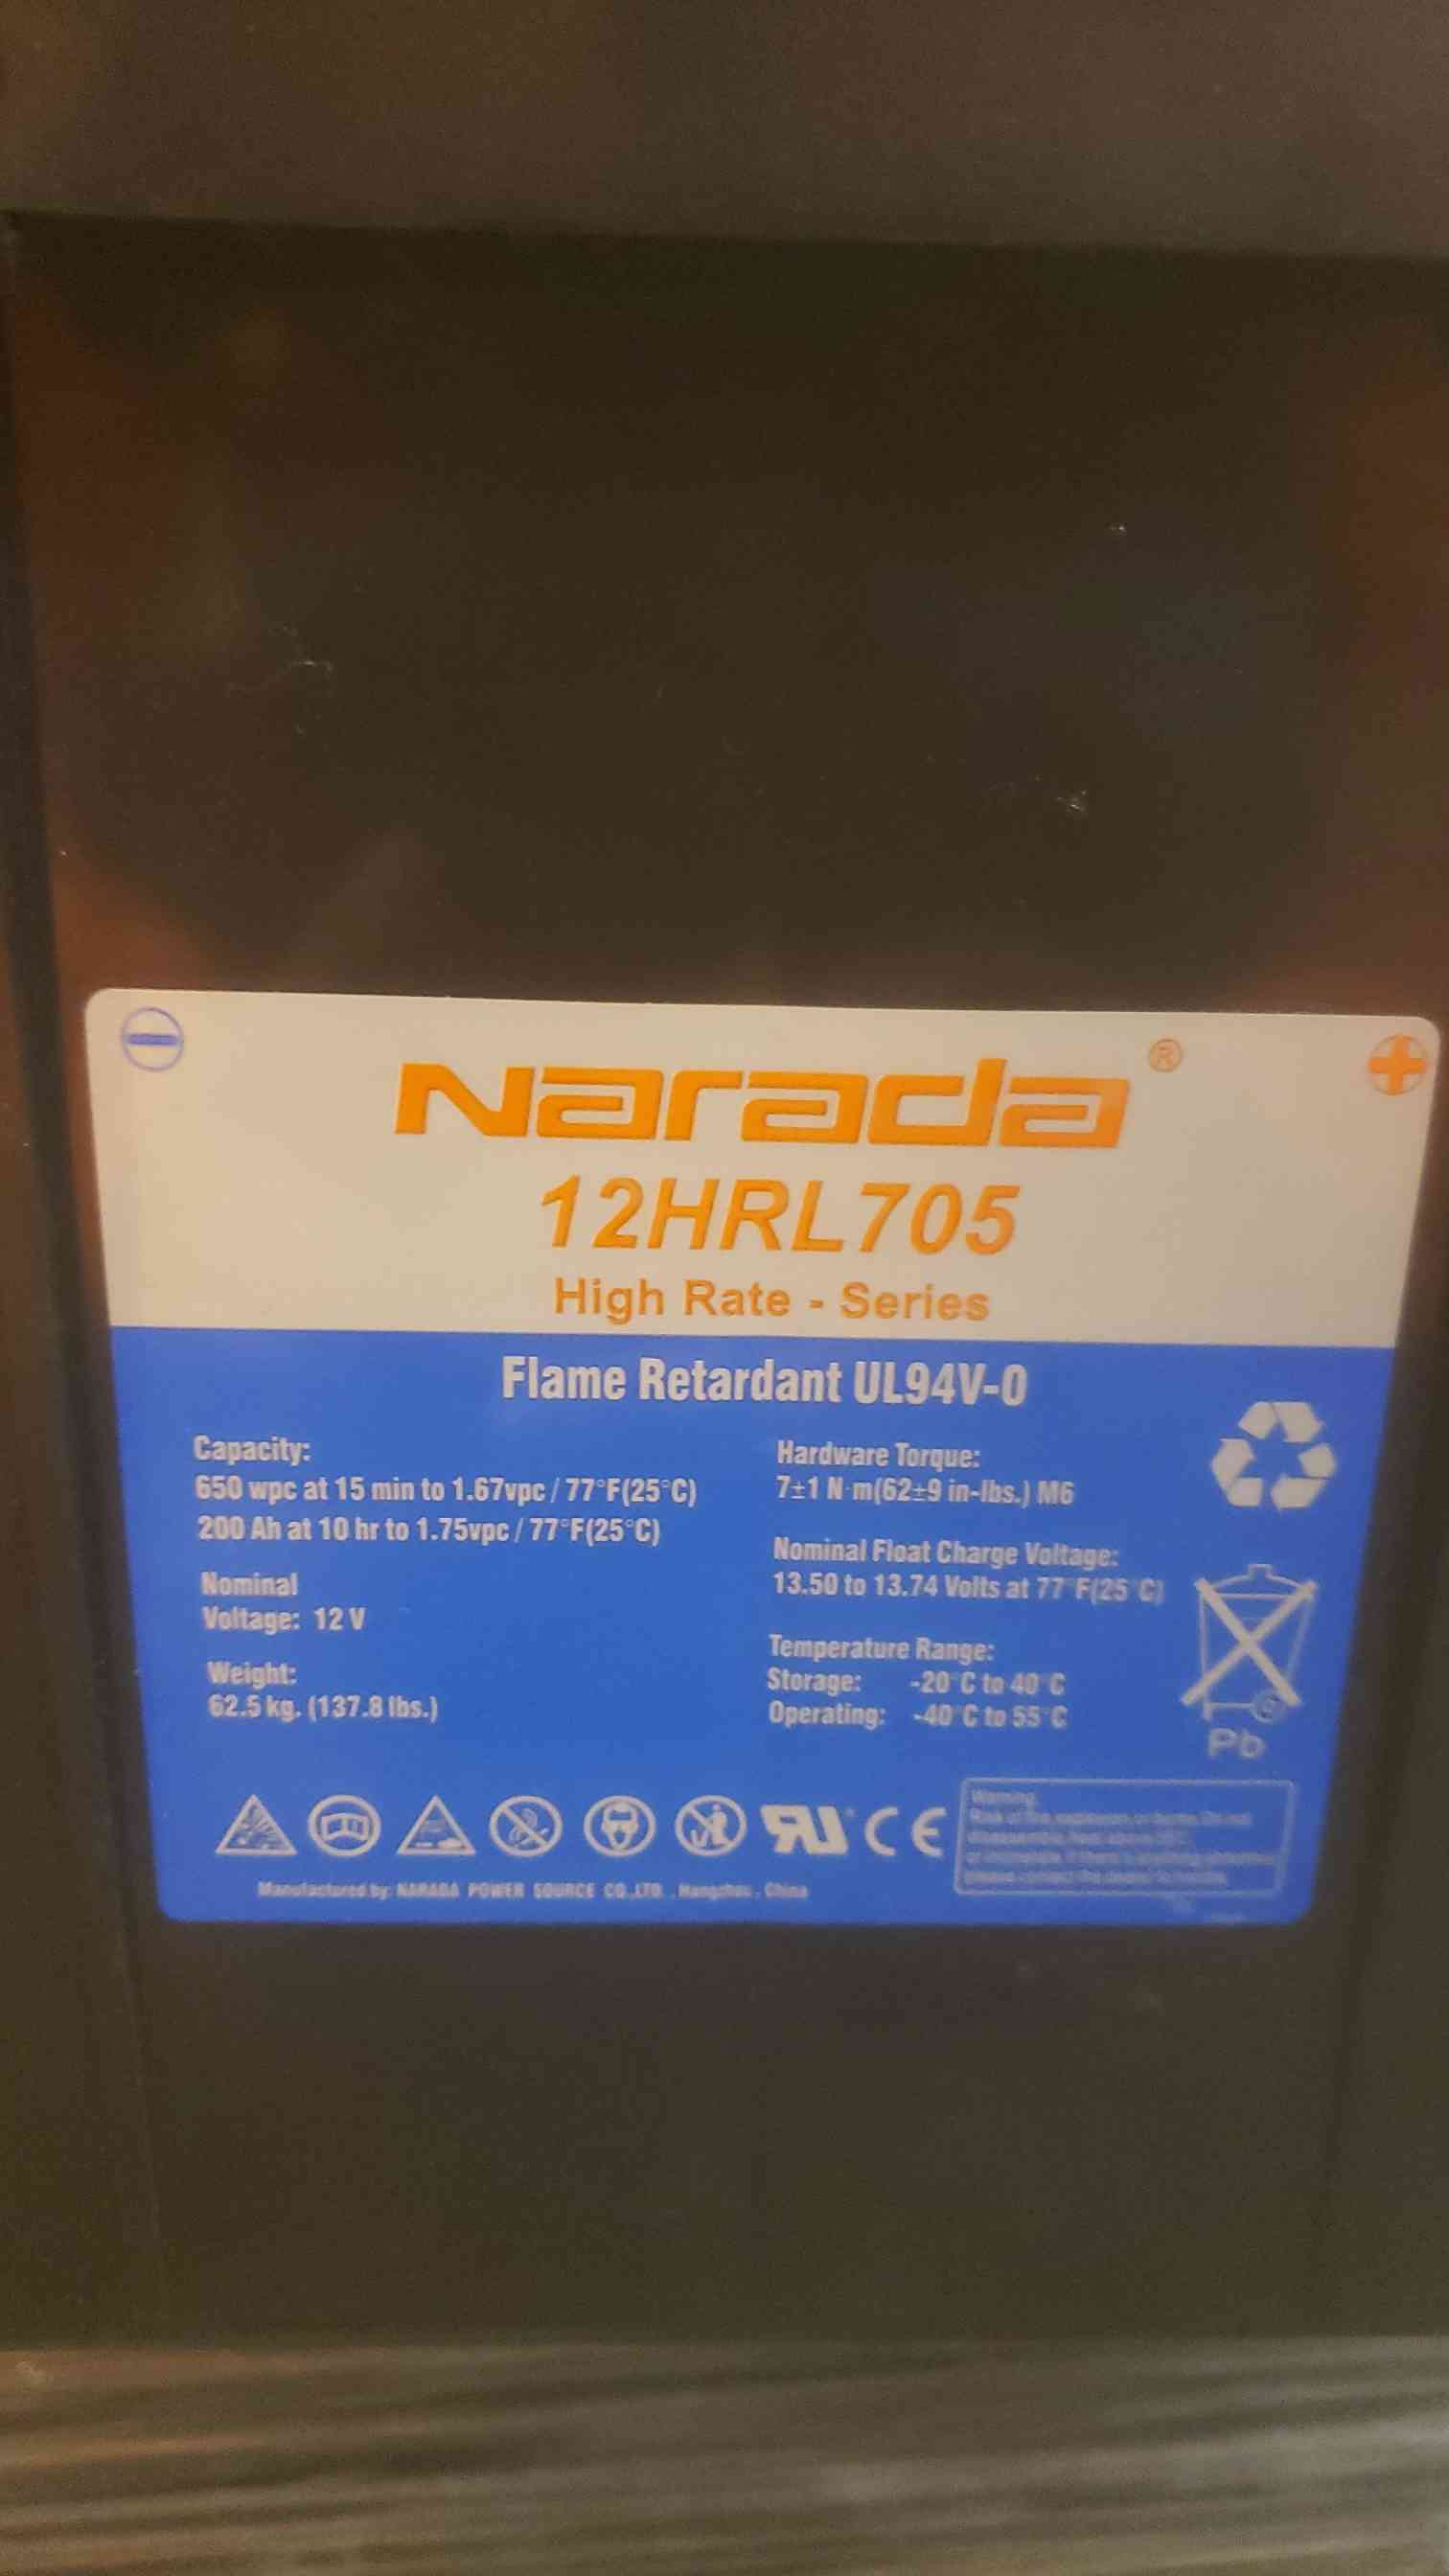 Narada®
12HRL705
High Rate - Series
Flame Retardant UL94V-0
Capacity:
650 wpc at 15 min to 1.67vpc / 77°F(25°C)
200 Ah at 10 hr to 1.75vpc / 77°F(25°C)
Nominal
Voltage: 12 V
Weight:
62.5 kg. (137.8 lbs.)
Hardware Torque:
7±1 N·m(62±9 in-lbs.) M6
Nominal Float Charge Voltage:
13.50 to 13.74 Volts at 77°F(25°C)
Temperature Range:
Storage: -20°C to 40°C
Operating: -40°C to 55°C
Pb
CE
Warning
Manufactured by: NARADA POWER SOURCE CO.,LTD., Hangzhou, China